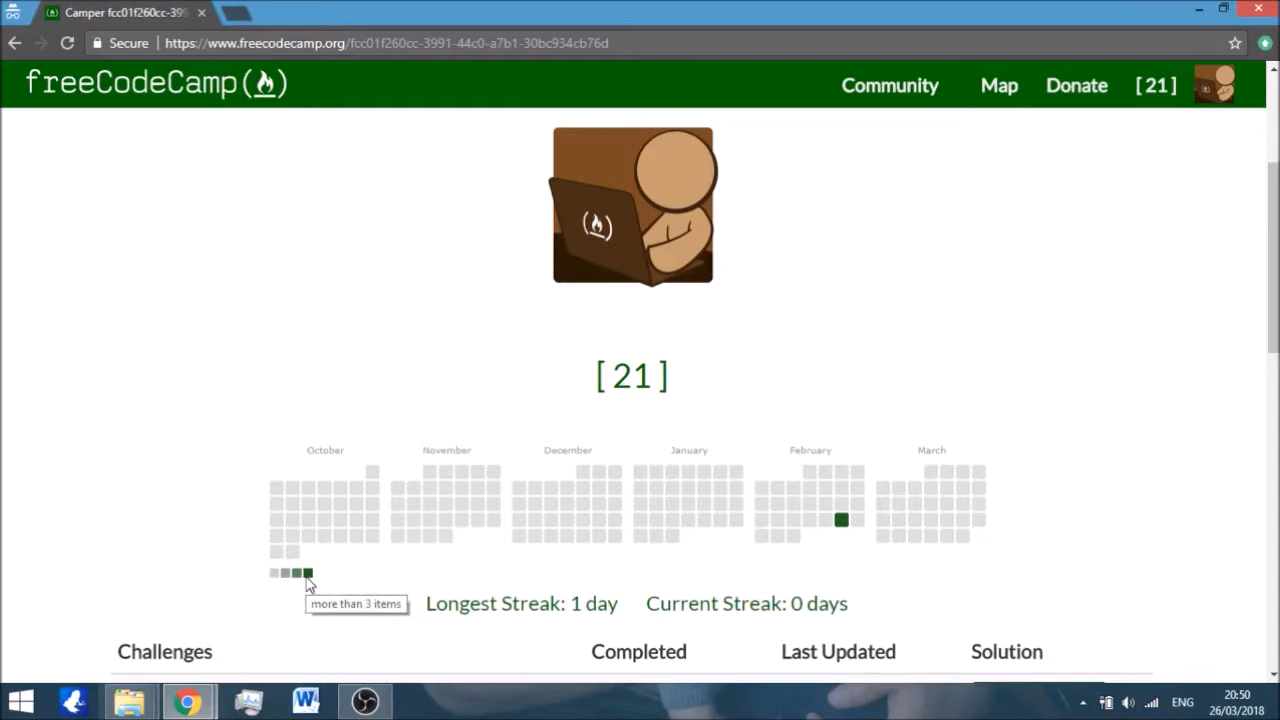 Camper fcc01f260cc-399
Secure
https://www.freecodecamp.org/fcc01f260cc-3991-44c0-a7b1-30bc934cb76d
freeCodeCamp(🔥)
Community
Map
Donate
[ 21 ]
[ 21 ]
October
November
December
January
February
March
more than 3 items
Longest Streak: 1 day
Current Streak: 0 days
Challenges
Completed
Last Updated
Solution
ENG
20:50
26/03/2018